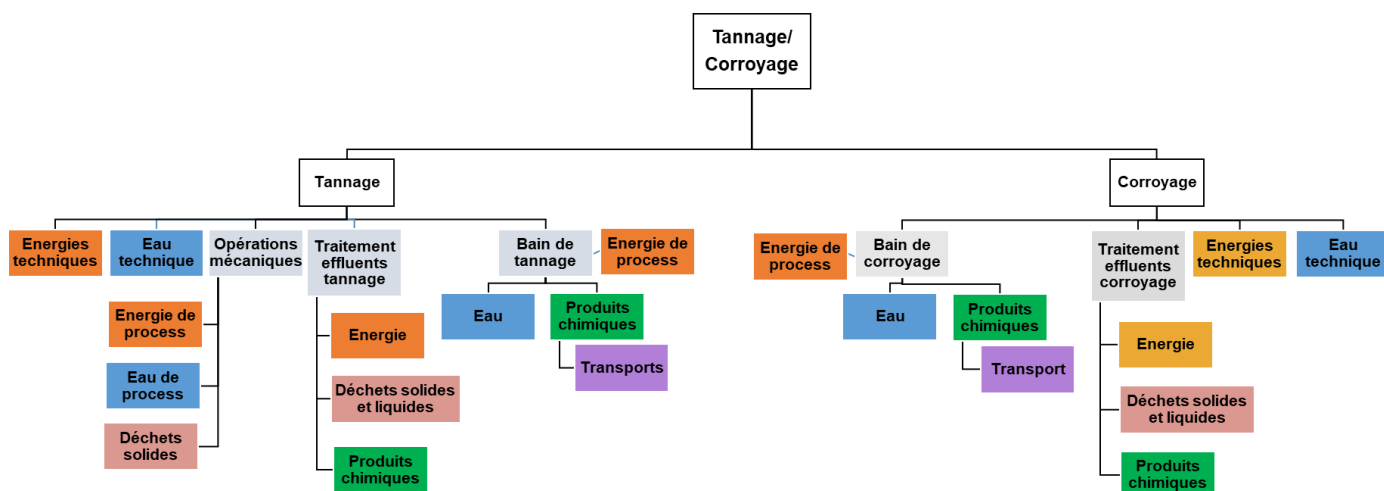 Tannage/
Corroyage
Tannage
Corroyage
Energies
techniques
Eau
technique
Opérations
mécaniques
Traitement
effluents
tannage
Bain de
tannage
Energie de
process
Energie de
process
Bain de
corroyage
Traitement
effluents
corroyage
Energies
techniques
Eau
technique
Energie de
process
Eau de
process
Déchets
solides
Energie
Déchets solides
et liquides
Produits
chimiques
Eau
Produits
chimiques
Transports
Eau
Produits
chimiques
Transport
Energie
Déchets solides
et liquides
Produits
chimiques